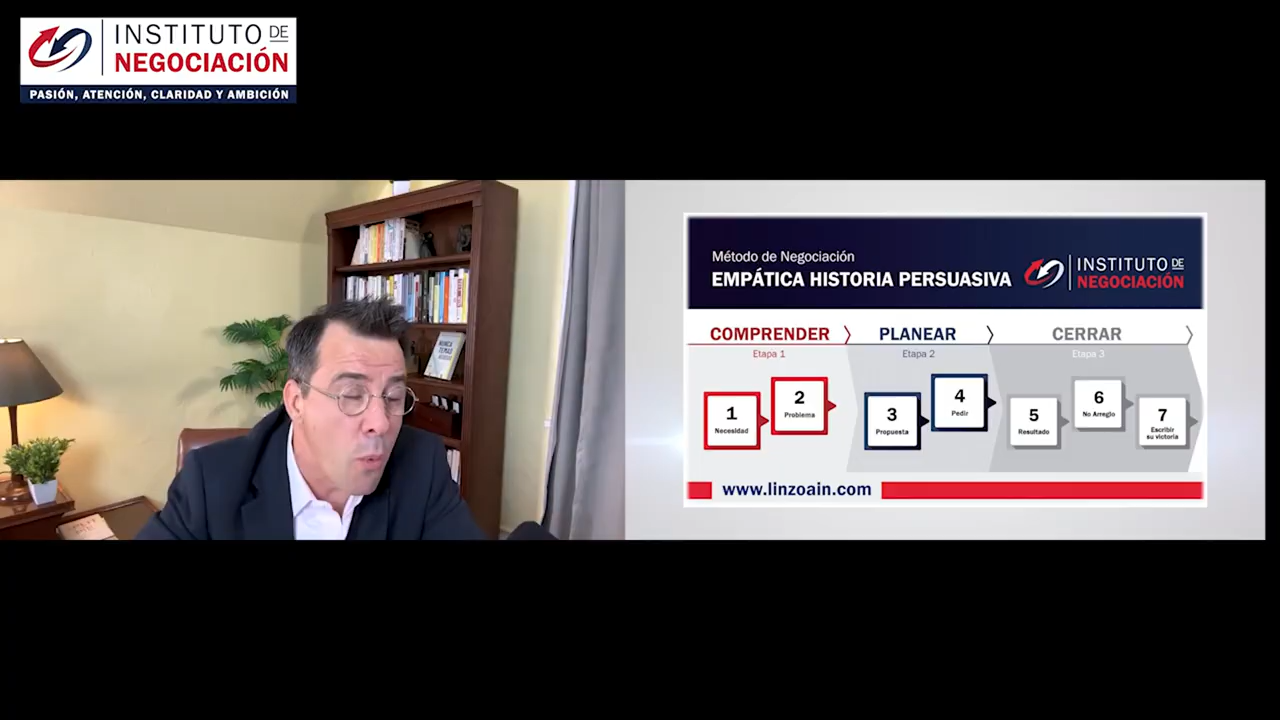 INSTITUTO DE
NEGOCIACIÓN
PASIÓN, ATENCIÓN, CLARIDAD Y AMBICIÓN
NUNCA
TEMAS
Método de Negociación
EMPÁTICA HISTORIA PERSUASIVA
INSTITUTO DE
NEGOCIACIÓN
COMPRENDER
Etapa 1
PLANEAR
Etapa 2
CERRAR
Etapa 3
1
Necesidad
2
Problema
3
Propuesta
4
Pedir
5
Resultado
6
No Arreglo
7
Escribir
su victoria
www.linzoain.com